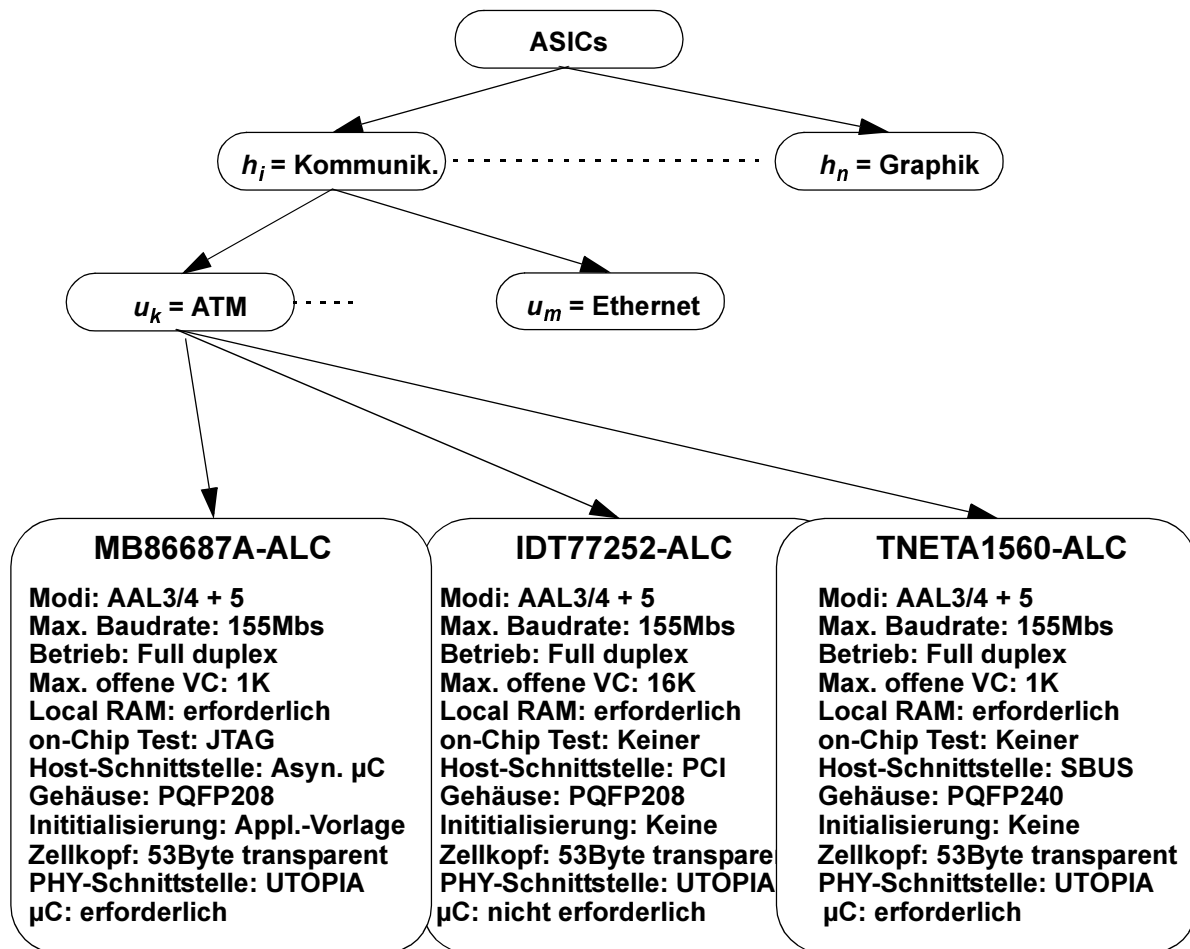 ASICs
h_i = Kommunik.
h_n = Graphik
u_k = ATM
u_m = Ethernet
MB86687A-ALC
Modi: AAL3/4 + 5
Max. Baudrate: 155Mbs
Betrieb: Full duplex
Max. offene VC: 1K
Local RAM: erforderlich
on-Chip Test: JTAG
Host-Schnittstelle: Asyn. µC
Gehäuse: PQFP208
Inititialisierung: Appl.-Vorlage
Zellkopf: 53Byte transparent
PHY-Schnittstelle: UTOPIA
µC: erforderlich
IDT77252-ALC
Modi: AAL3/4 + 5
Max. Baudrate: 155Mbs
Betrieb: Full duplex
Max. offene VC: 16K
Local RAM: erforderlich
on-Chip Test: Keiner
Host-Schnittstelle: PCI
Gehäuse: PQFP208
Inititialisierung: Keine
Zellkopf: 53Byte transparen
PHY-Schnittstelle: UTOPIA
µC: nicht erforderlich
TNETA1560-ALC
Modi: AAL3/4 + 5
Max. Baudrate: 155Mbs
Betrieb: Full duplex
Max. offene VC: 1K
Local RAM: erforderlich
on-Chip Test: Keiner
Host-Schnittstelle: SBUS
Gehäuse: PQFP240
Initialisierung: Keine
Zellkopf: 53Byte transparent
PHY-Schnittstelle: UTOPIA
µC: erforderlich